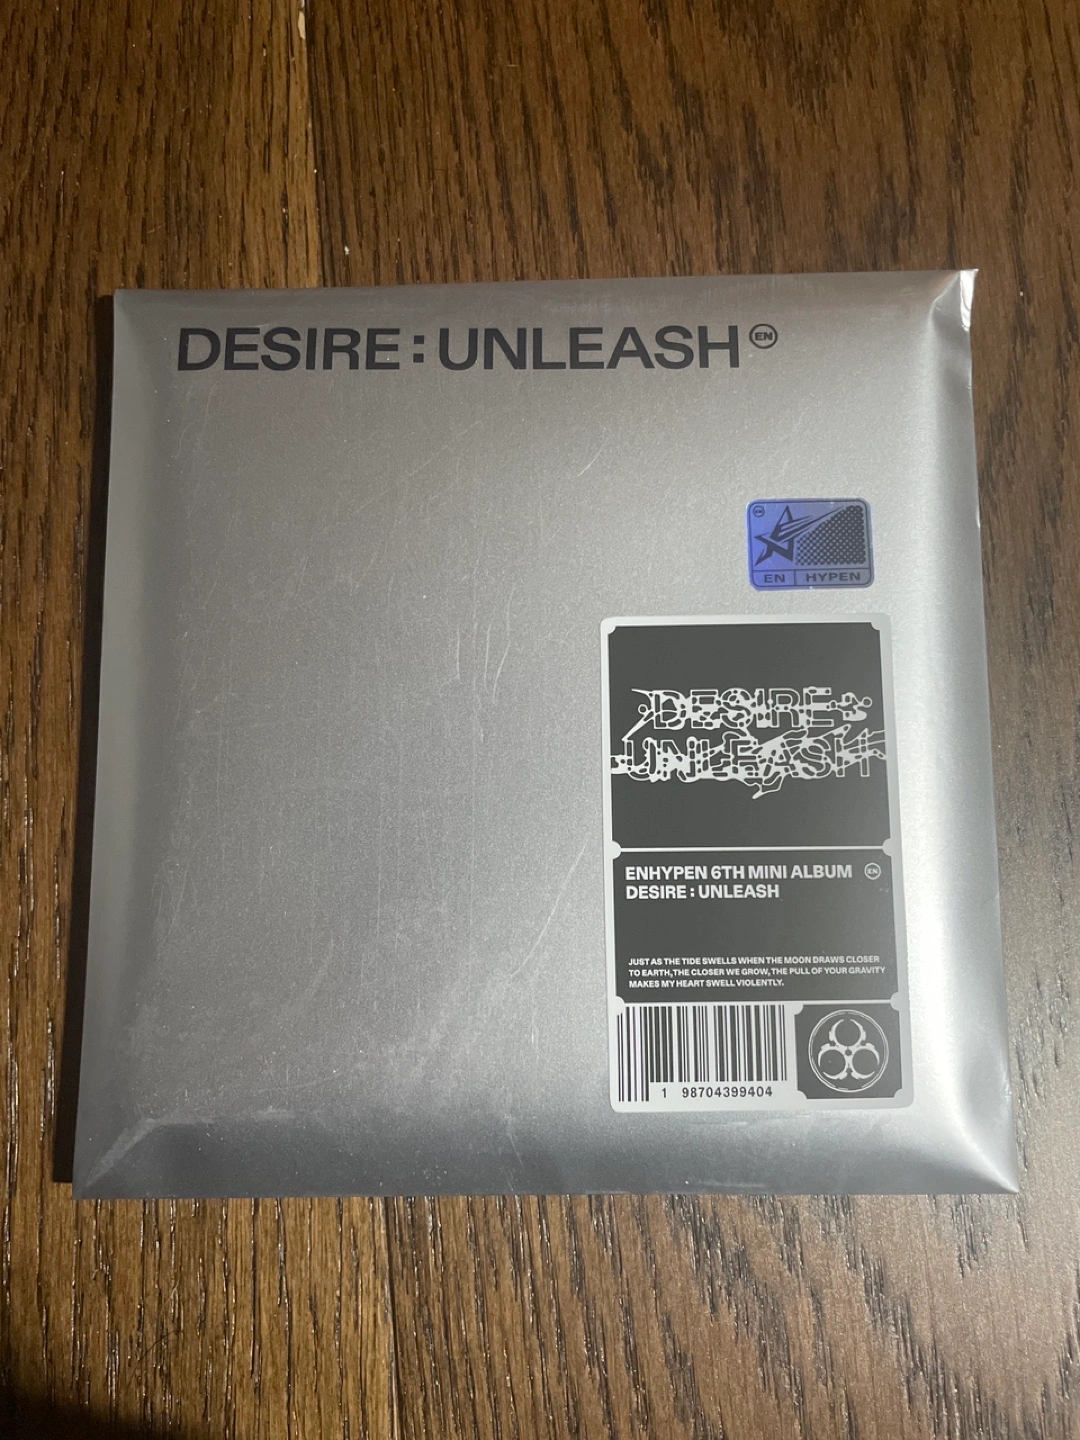 DESIRE : UNLEASH EN
EN HYPEN
DESIRE :
UNLEASH
ENHYPEN 6TH MINI ALBUM EN
DESIRE : UNLEASH
JUST AS THE TIDE SWELLS WHEN THE MOON DRAWS CLOSER
TO EARTH, THE CLOSER WE GROW, THE PULL OF YOUR GRAVITY
MAKES MY HEART SWELL VIOLENTLY.
1 98704399404